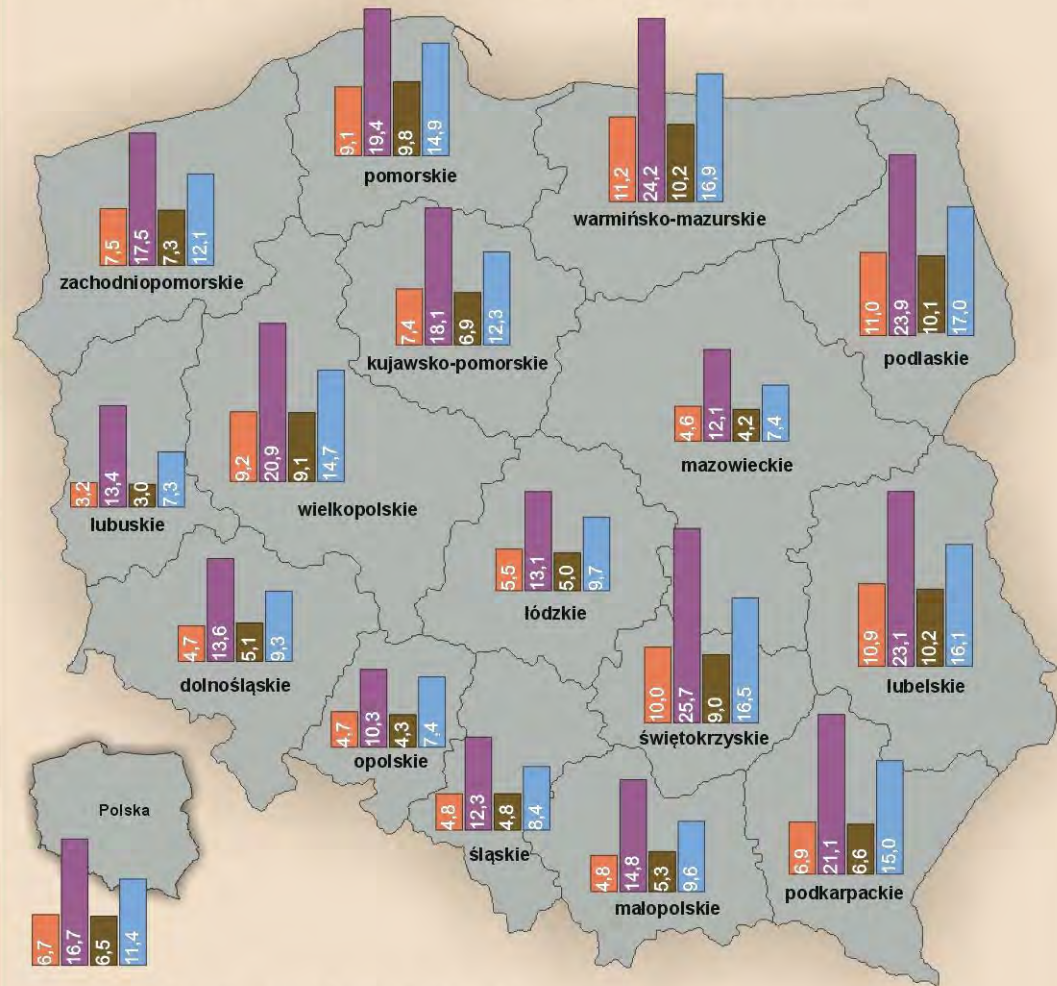 9,1 19,4 9,8 14,9
pomorskie
11,2 24,2 10,2 16,9
warmińsko-mazurskie
7,5 17,5 7,3 12,1
zachodniopomorskie
7,4 18,1 6,9 12,3
kujawsko-pomorskie
11,0 23,9 10,1 17,0
podlaskie
4,6 12,1 4,2 7,4
mazowieckie
3,2 13,4 3,0 7,3
lubuskie
9,2 20,9 9,1 14,7
wielkopolskie
5,5 13,1 5,0 9,7
łódzkie
10,9 23,1 10,2 16,1
lubelskie
4,7 13,6 5,1 9,3
dolnośląskie
4,7 10,3 4,3 7,4
opolskie
10,0 25,7 9,0 16,5
świętokrzyskie
4,8 12,3 4,8 8,4
śląskie
4,8 14,8 5,3 9,6
malopolskie
6,9 21,1 6,6 15,0
podkarpackie
Polska
6,7 16,7 6,5 11,4